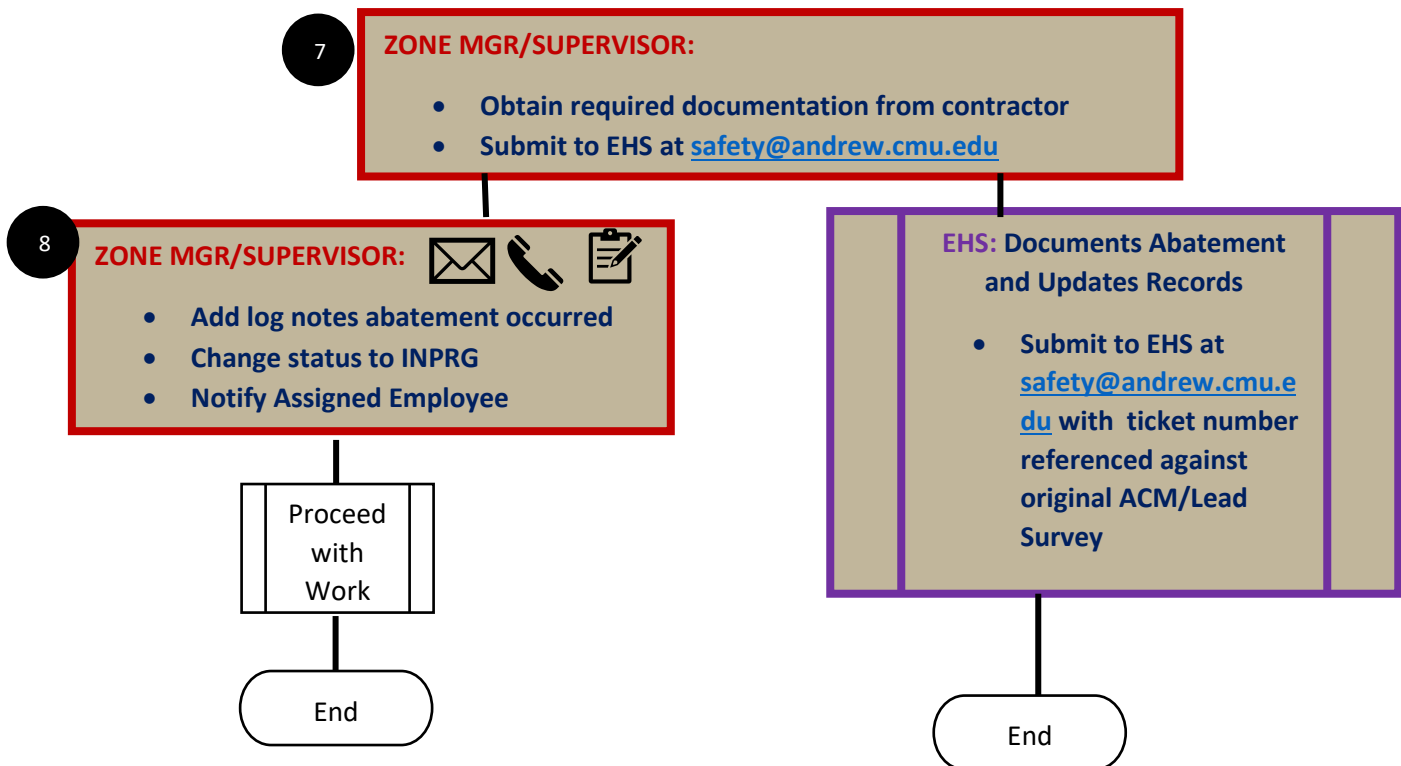 7
ZONE MGR/SUPERVISOR:
• Obtain required documentation from contractor
• Submit to EHS at safety@andrew.cmu.edu
8
ZONE MGR/SUPERVISOR:
• Add log notes abatement occurred
• Change status to INPRG
• Notify Assigned Employee
Proceed
with
Work
End
EHS: Documents Abatement
and Updates Records
• Submit to EHS at
safety@andrew.cmu.e
du with ticket number
referenced against
original ACM/Lead
Survey
End